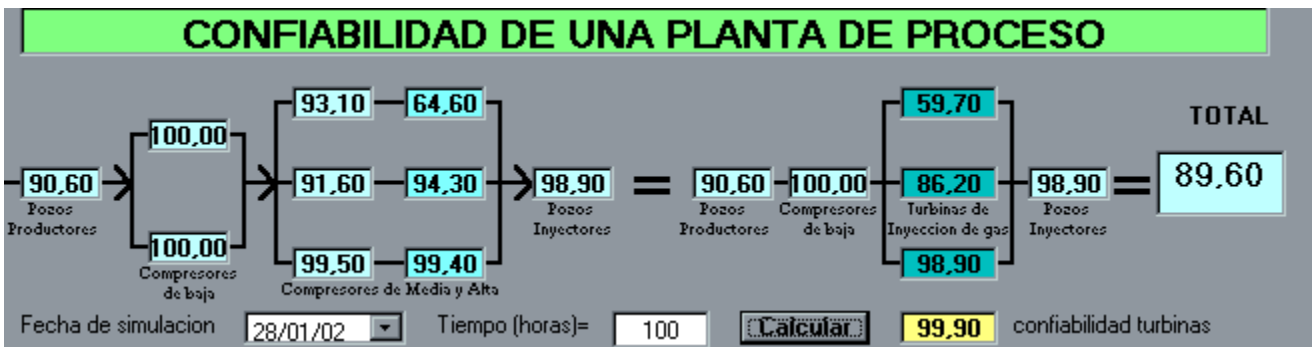 CONFIABILIDAD DE UNA PLANTA DE PROCESO
93,10 64,60 59,70 TOTAL
100,00
90,60 91,60 94,30 98,90 = 90,60 100,00 86,20 98,90 = 89,60
Pozos Productores Pozos Inyectores Pozos Productores Compresores de baja Turbinas de Inyeccion de gas Pozos Inyectores
100,00 99,50 99,40 98,90
Compresores de baja Compresores de Media y Alta
Fecha de simulacion 28/01/02 Tiempo (horas)= 100 Calcular 99,90 confiabilidad turbinas